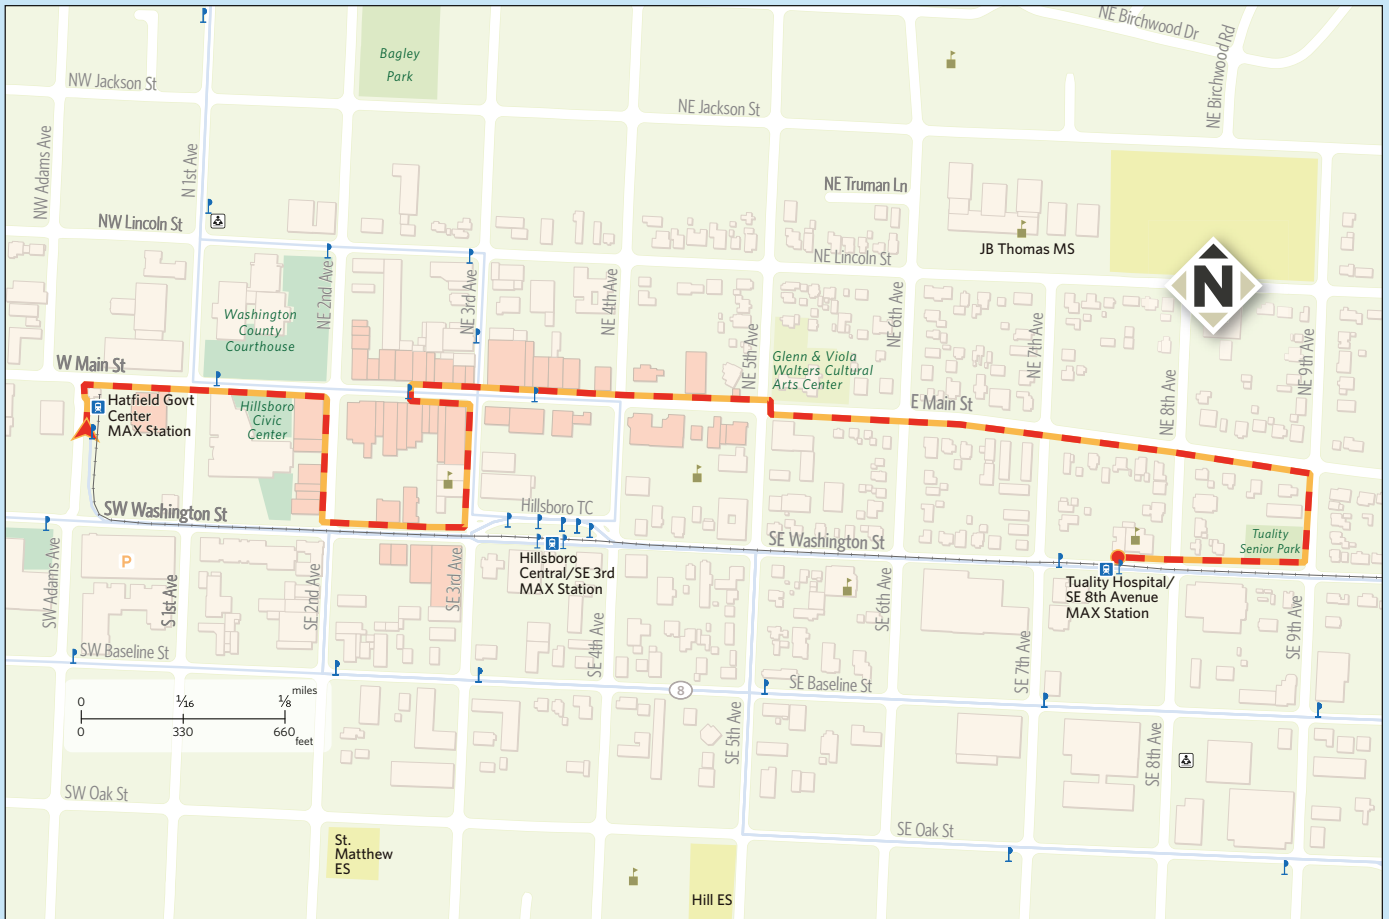 NE Birchwood Dr
NE Birchwood Rd
Bagley
Park
NW Jackson St
NE Jackson St
NW Adams Ave
N 1st Ave
NE Truman Ln
NW Lincoln St
JB Thomas MS
NE Lincoln St
N
NE 2nd Ave
NE 3rd Ave
NE 4th Ave
NE 5th Ave
NE 6th Ave
NE 7th Ave
NE 8th Ave
NE 9th Ave
Washington
County
Courthouse
W Main St
Glenn & Viola
Walters Cultural
Arts Center
E Main St
Hatfield Govt
Center
MAX Station
Hillsboro
Civic
Center
SW Washington St
Hillsboro TC
SE Washington St
Tuality
Senior Park
P
Hillsboro
Central/SE 3rd
MAX Station
Tuality Hospital/
SE 8th Avenue
MAX Station
SW Adams Ave
S 1st Ave
SE 2nd Ave
SE 3rd Ave
SE 4th Ave
SE 6th Ave
SE 7th Ave
SE 9th Ave
SW Baseline St
8
SE Baseline St
SE 5th Ave
SE 8th Ave
0 1/16 1/8 miles
0 330 660 feet
SW Oak St
SE Oak St
St.
Matthew
ES
Hill ES